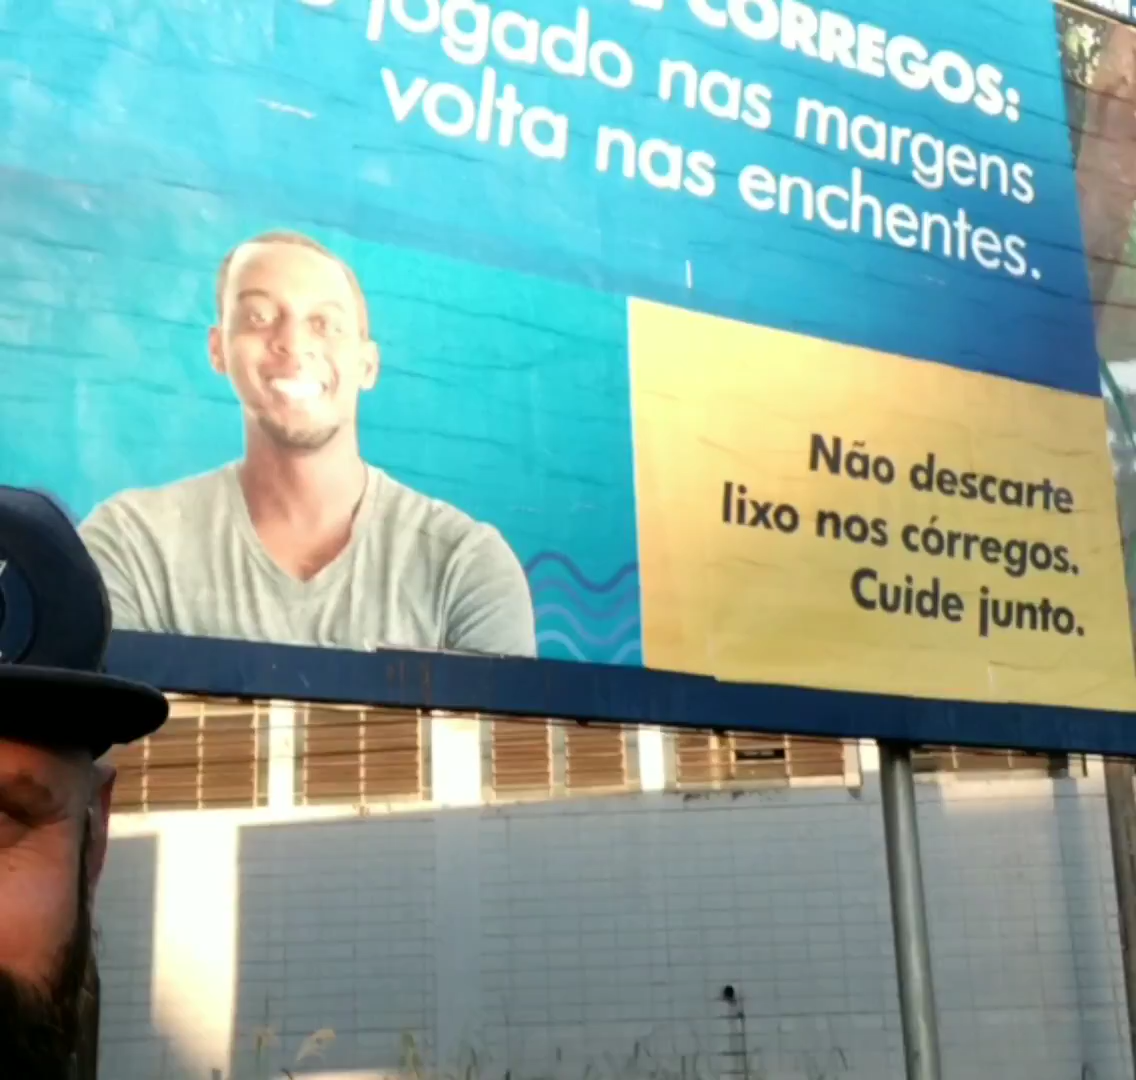 CÓRREGOS:
jogado nas margens
volta nas enchentes.
Não descarte
lixo nos córregos.
Cuide junto.